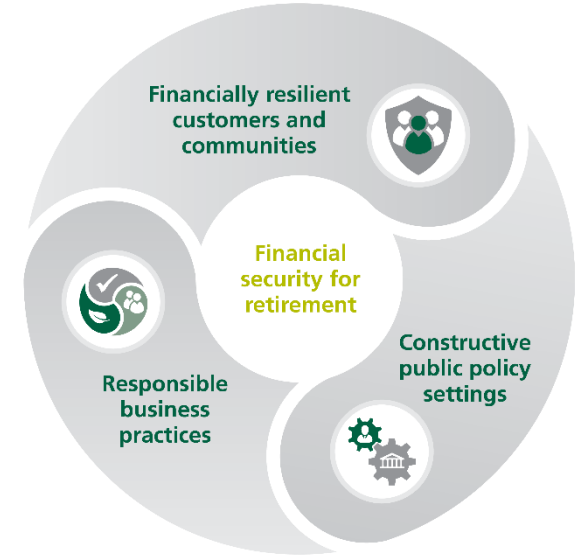 Financially resilient
customers and
communities
Financial
security for
retirement
Constructive
public policy
settings
Responsible
business
practices